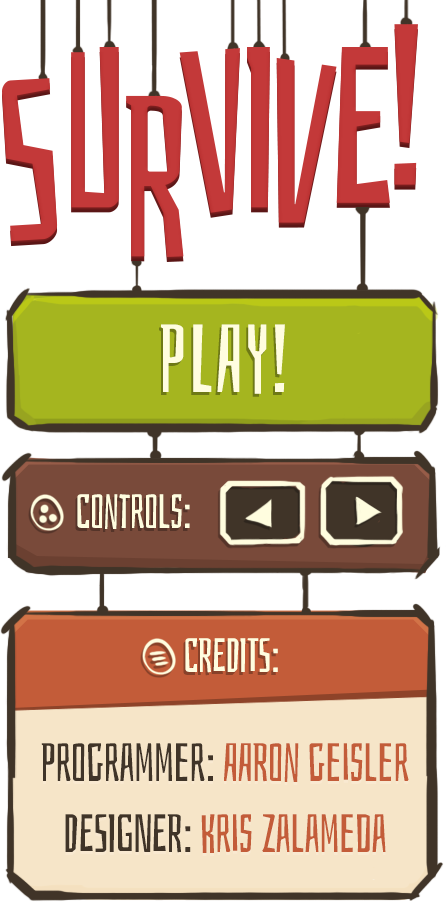 SURVIVE!
PLAY!
CONTROLS:
CREDITS:
PROGRAMMER: AARON GEISLER
DESIGNER: KRIS ZALAMEDA